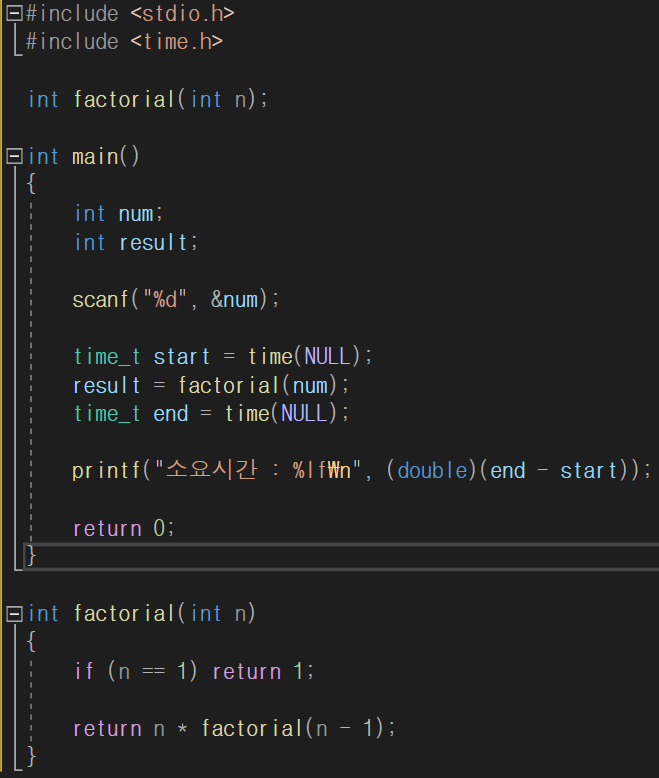 #include <stdio.h>
#include <time.h>
int factorial(int n);
int main()
{
int num;
int result;
scanf("%d", &num);
time_t start = time(NULL);
result = factorial(num);
time_t end = time(NULL);
printf("소요시간 : %lf₩n", (double)(end - start));
return 0;
}
int factorial(int n)
{
if (n == 1) return 1;
return n * factorial(n - 1);
}